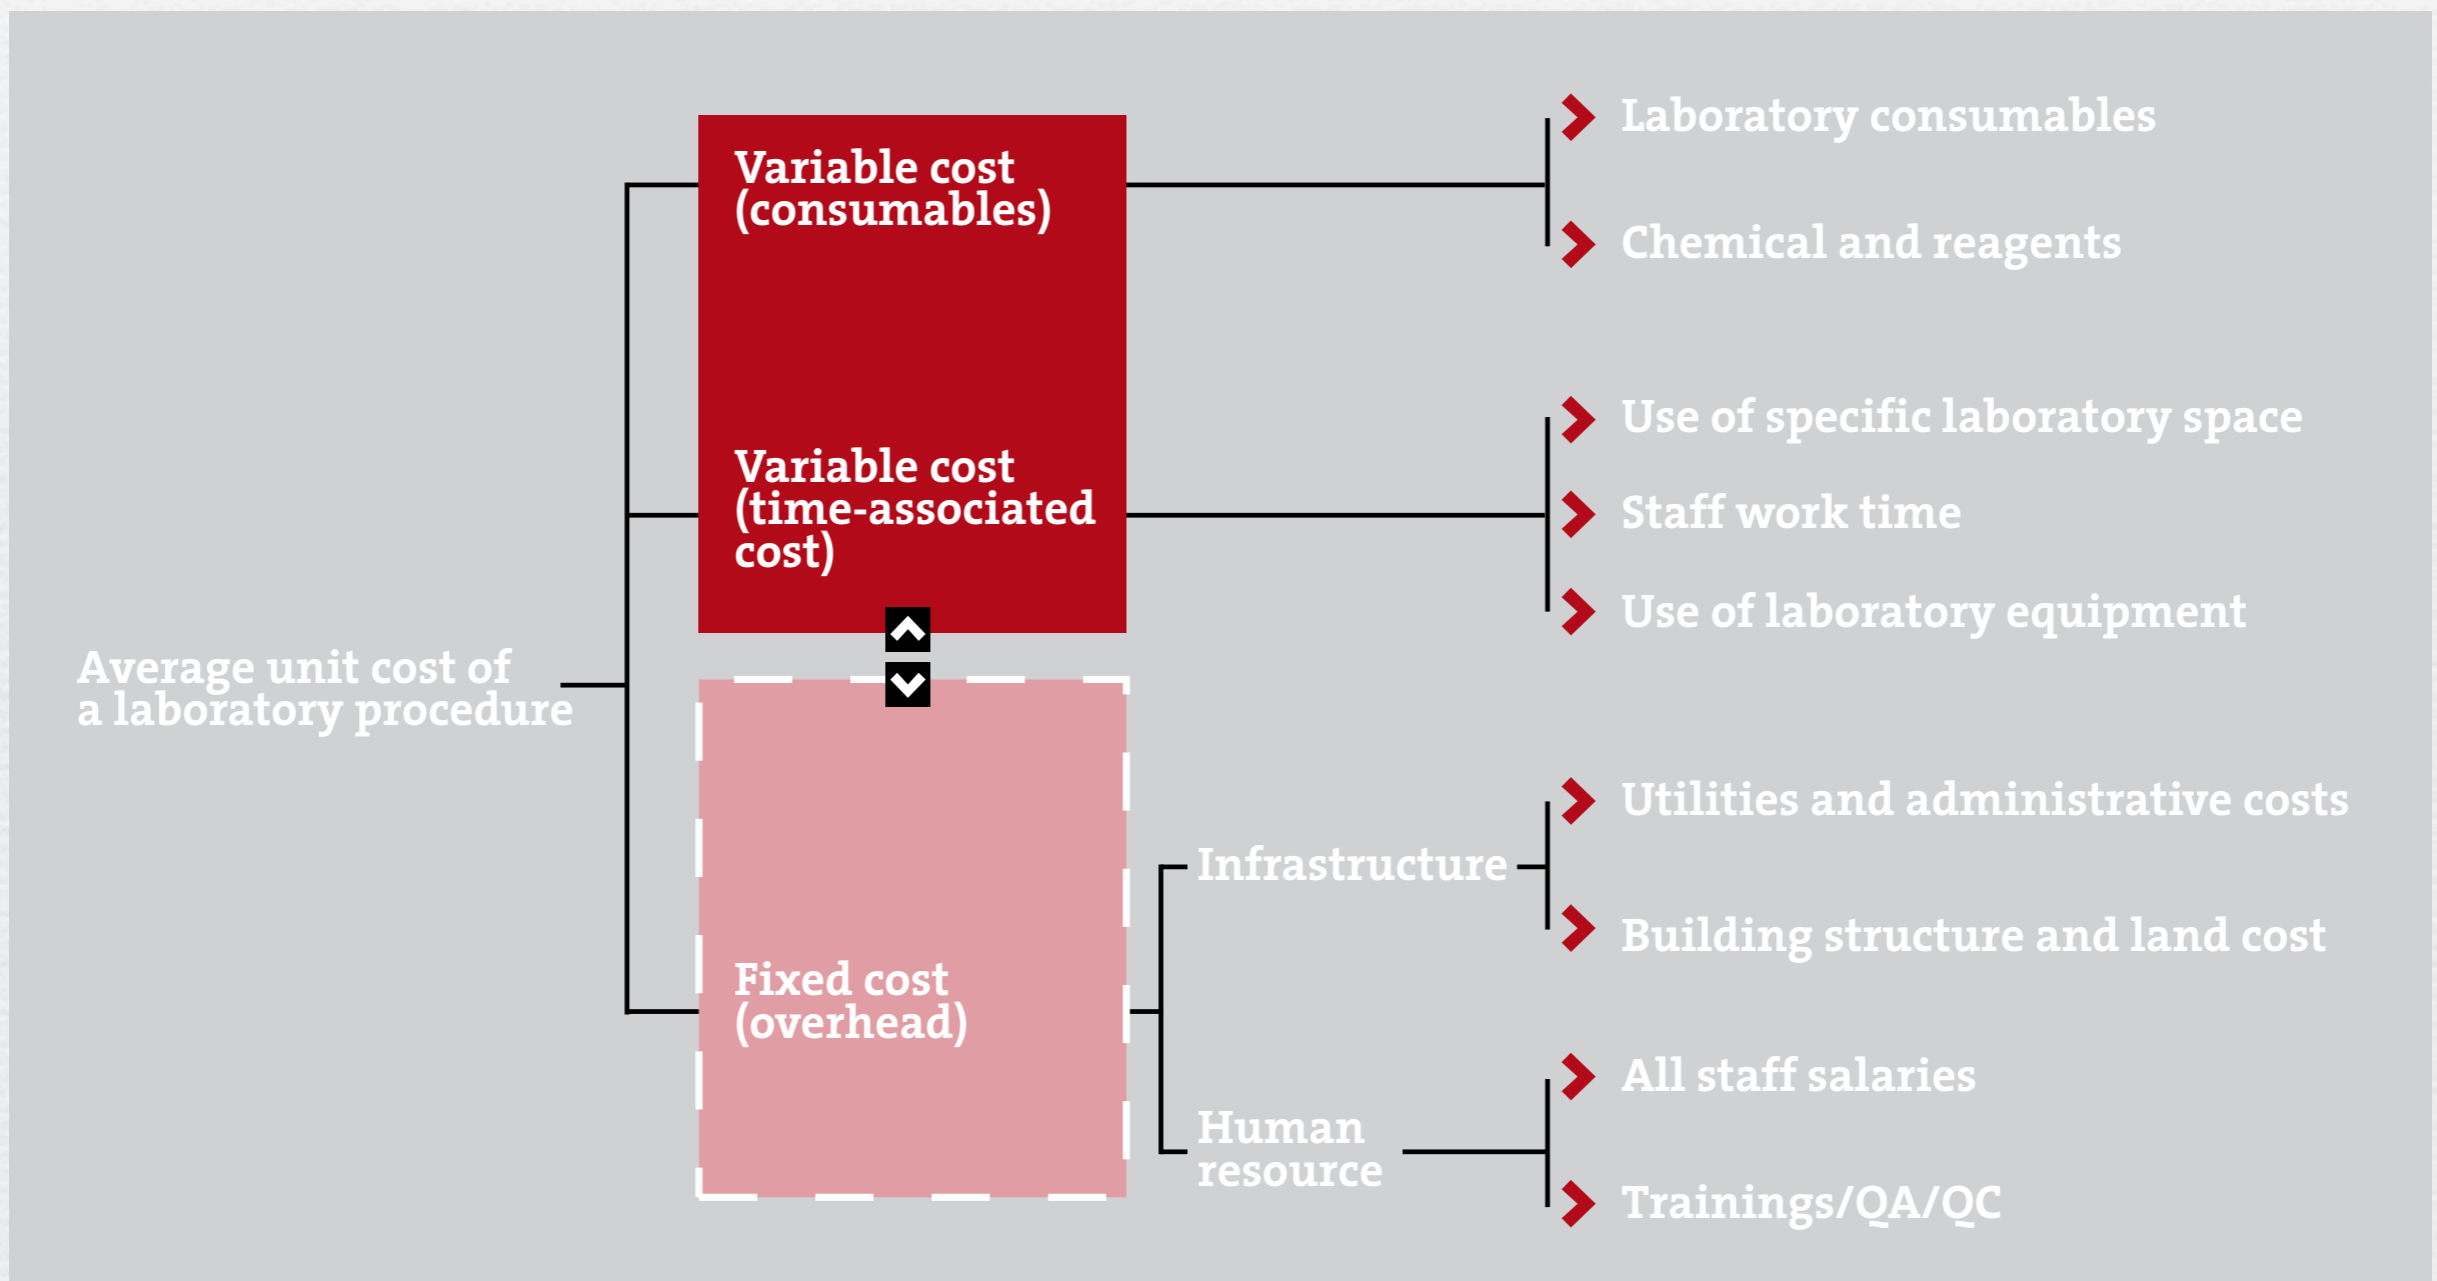 Average unit cost of
a laboratory procedure
Variable cost
(consumables)
Laboratory consumables
Chemical and reagents
Variable cost
(time-associated
cost)
Use of specific laboratory space
Staff work time
Use of laboratory equipment
Fixed cost
(overhead)
Infrastructure
Utilities and administrative costs
Building structure and land cost
Human
resource
All staff salaries
Trainings/QA/QC